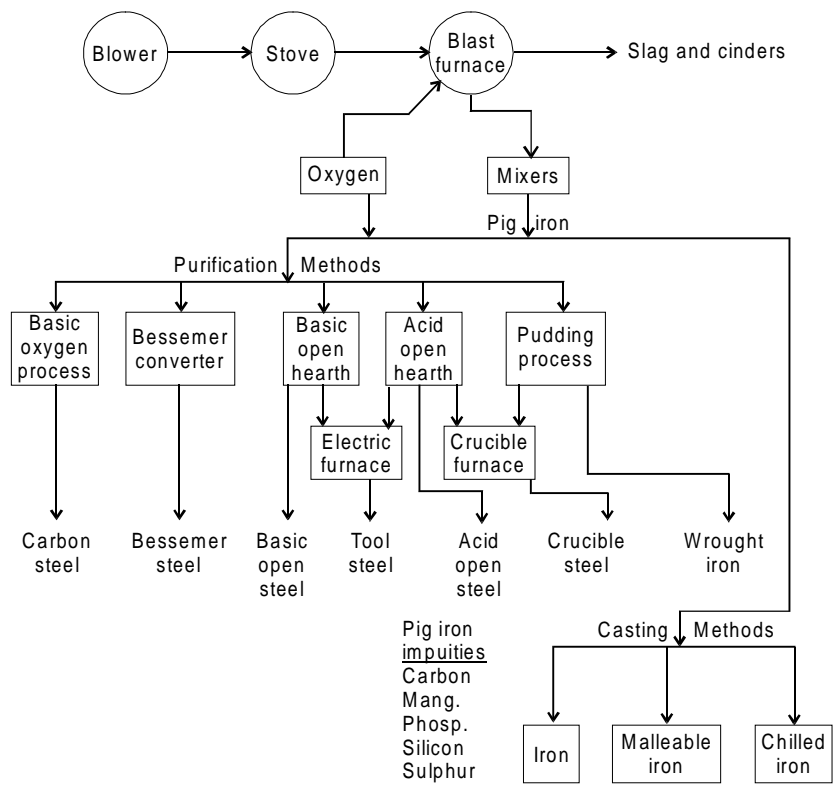 Blower
Stove
Blast
furnace
Slag and cinders
Oxygen
Mixers
Pig iron
Purification Methods
Basic
oxygen
process
Bessemer
converter
Basic
open
hearth
Acid
open
hearth
Pudding
process
Electric
furnace
Crucible
furnace
Carbon
steel
Bessemer
steel
Basic
open
steel
Tool
steel
Acid
open
steel
Crucible
steel
Wrought
iron
Pig iron
impuities
Carbon
Mang.
Phosp.
Silicon
Sulphur
Casting Methods
Iron
Malleable
iron
Chilled
iron